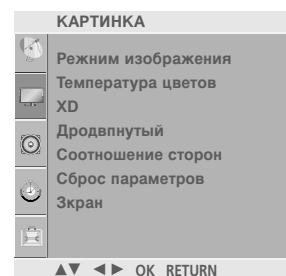 КАРТИНКА
Режим изображения
Температура цветов
XD
Дродвпнутый
Соотношение сторон
Сброс параметров
Зкран
▲▼ ◄► OK RETURN